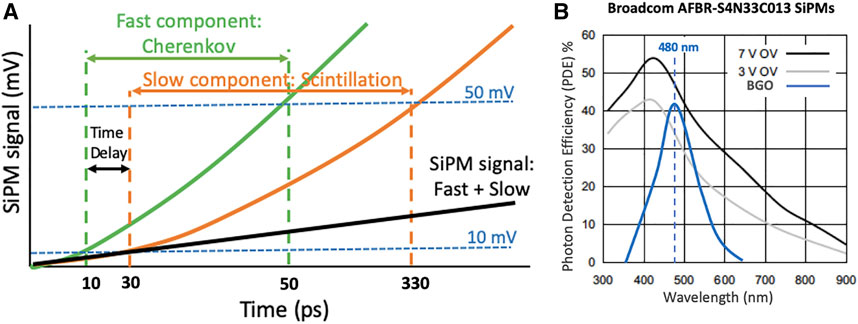 A
Fast component:
Cherenkov
Slow component: Scintillation
50 mV
Time
Delay
SiPM signal:
Fast + Slow
10 mV
SiPM signal (mV)
10 30 50 330
Time (ps)
B
Broadcom AFBR-S4N33C013 SiPMs
480 nm
7 V OV
3 V OV
BGO
Photon Detection Efficiency (PDE) %
60
50
40
30
20
10
0
300 400 500 600 700 800 900
Wavelength (nm)